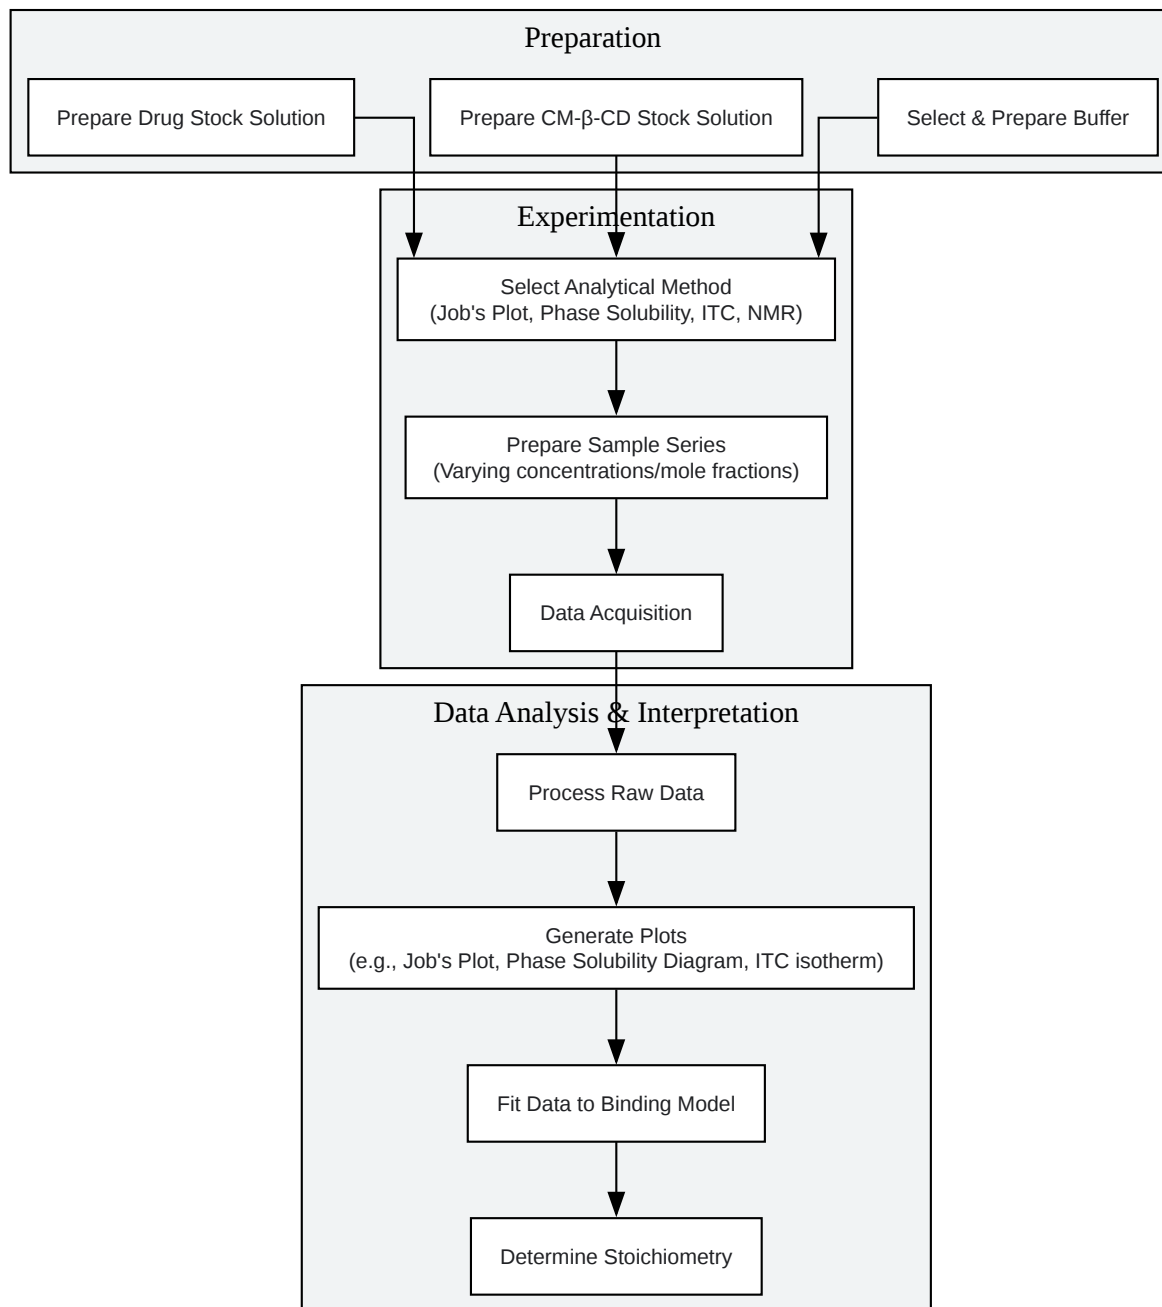 Preparation
Prepare Drug Stock Solution
Prepare CM-β-CD Stock Solution
Select & Prepare Buffer
Experimentation
Select Analytical Method
(Job's Plot, Phase Solubility, ITC, NMR)
Prepare Sample Series
(Varying concentrations/mole fractions)
Data Acquisition
Data Analysis & Interpretation
Process Raw Data
Generate Plots
(e.g., Job's Plot, Phase Solubility Diagram, ITC isotherm)
Fit Data to Binding Model
Determine Stoichiometry